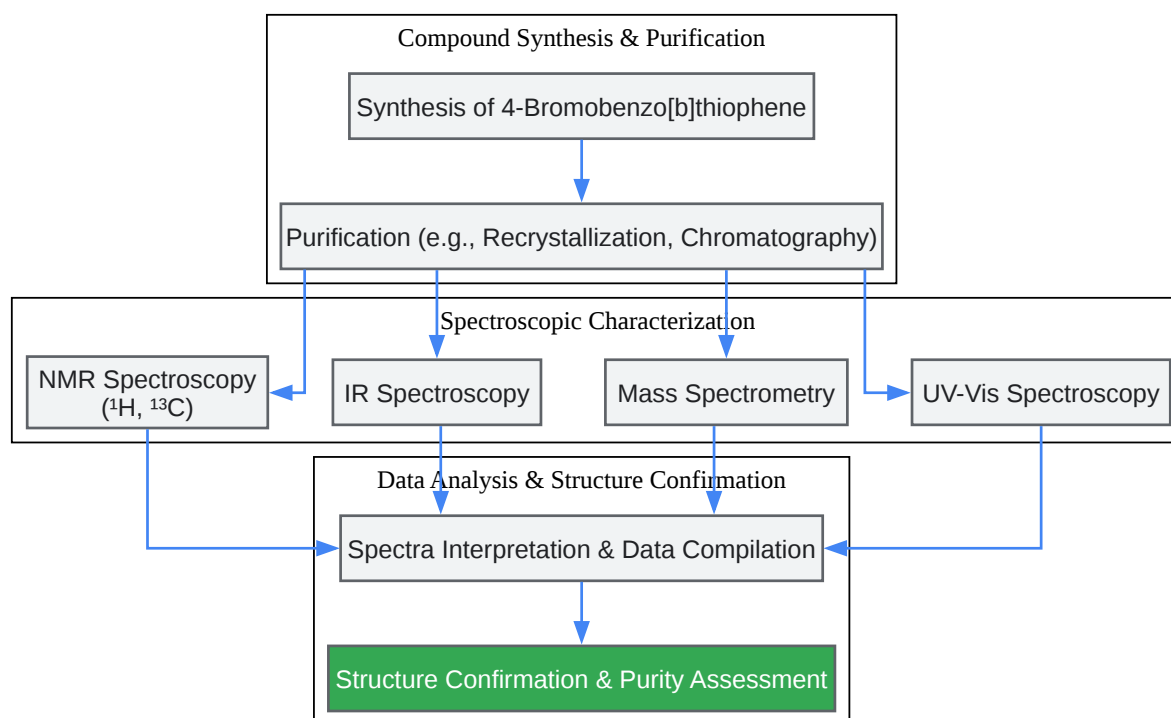 Compound Synthesis & Purification
Synthesis of 4-Bromobenzo[b]thiophene
Purification (e.g., Recrystallization, Chromatography)
Spectroscopic Characterization
NMR Spectroscopy
(¹H, ¹³C)
IR Spectroscopy
Mass Spectrometry
UV-Vis Spectroscopy
Data Analysis & Structure Confirmation
Spectra Interpretation & Data Compilation
Structure Confirmation & Purity Assessment